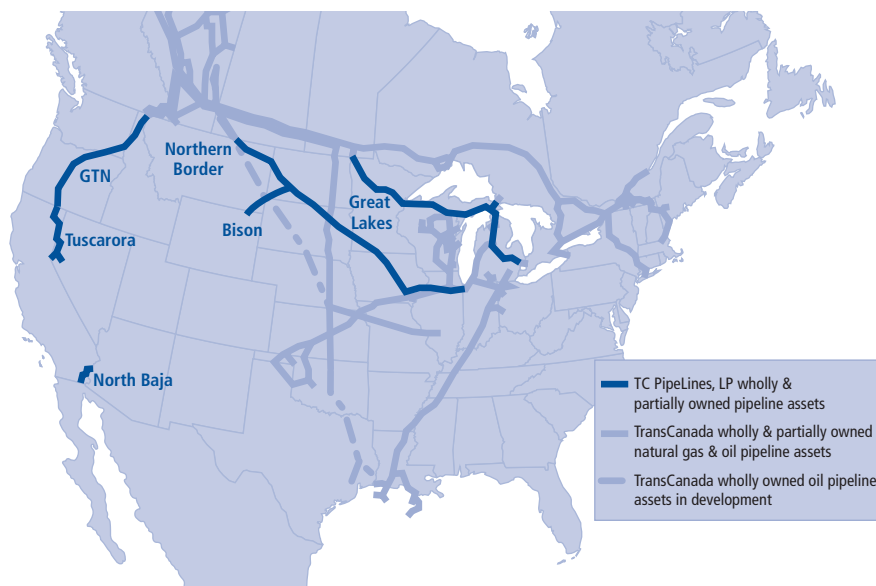 Northern
Border
GTN
Great
Lakes
Bison
Tuscarora
North Baja
TC PipeLines, LP wholly &
partially owned pipeline assets
TransCanada wholly & partially owned
natural gas & oil pipeline assets
TransCanada wholly owned oil pipeline
assets in development